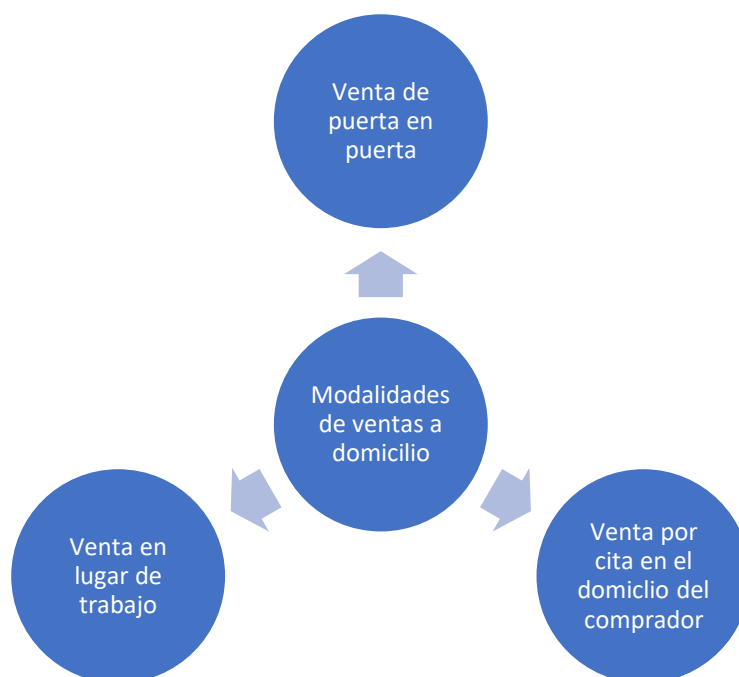 Venta de
puerta en
puerta
Modalidades
de ventas a
domicilio
Venta en
lugar de
trabajo
Venta por
cita en el
domiclio del
comprador